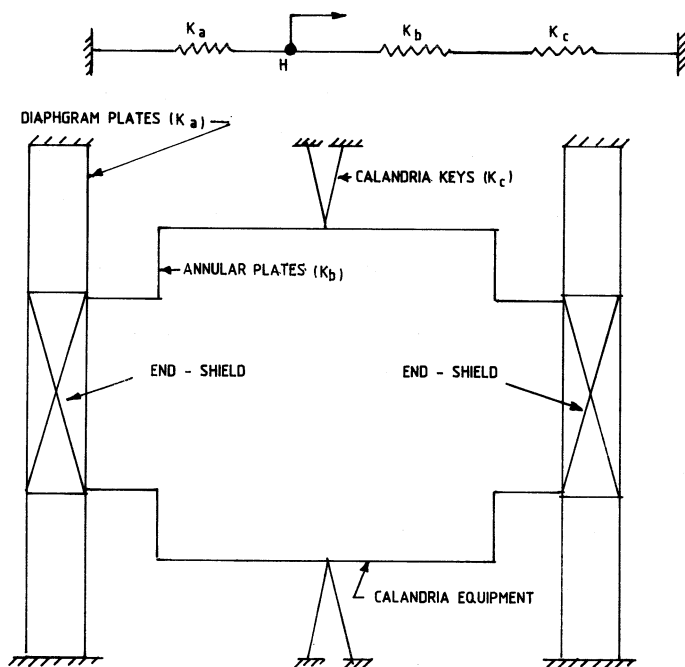 Ka
H
Kb
Kc
DIAPHGRAM PLATES (Ka)
CALANDRIA KEYS (Kc)
ANNULAR PLATES (Kb)
END - SHIELD
END - SHIELD
CALANDRIA EQUIPMENT